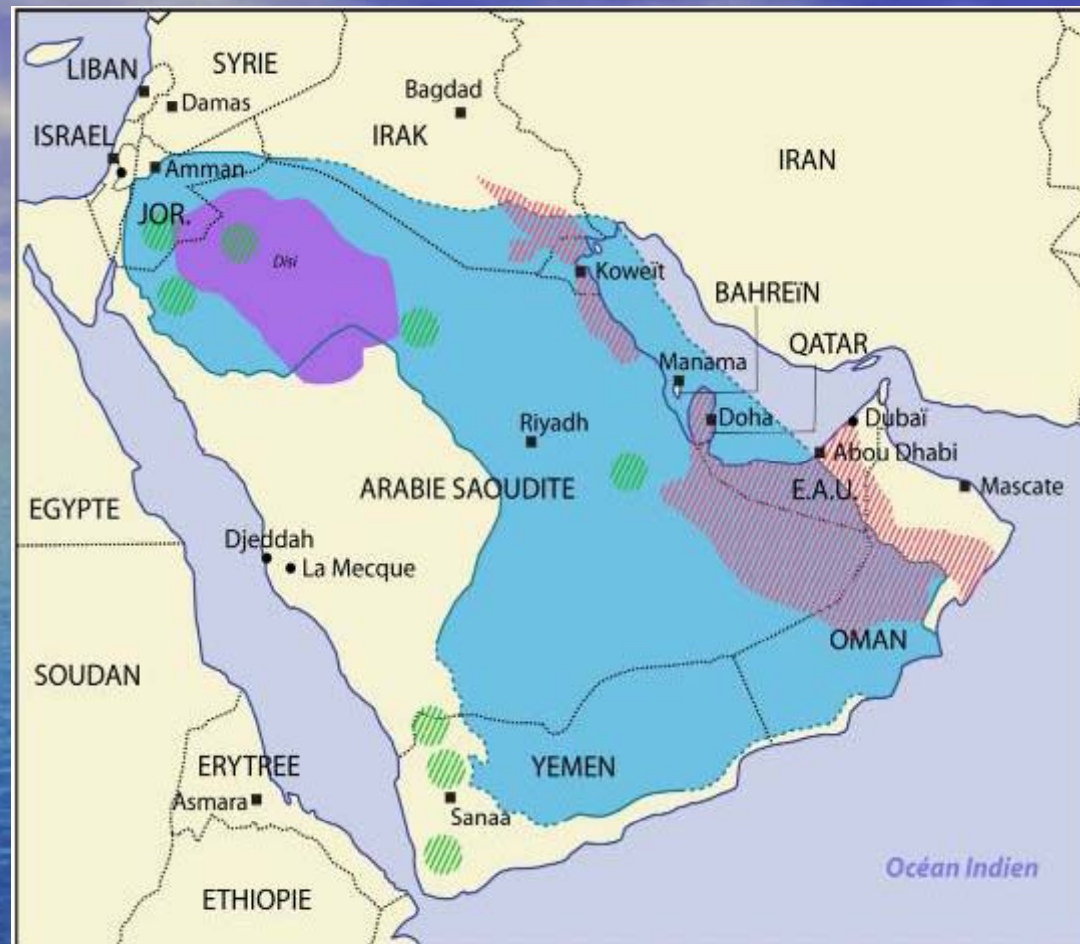 LIBAN
SYRIE
Damas
Bagdad
ISRAEL
IRAK
IRAN
Amman
JOR.
Disi
Koweït
BAHREïN
QATAR
Manama
Doha
Dubaï
Riyadh
Abou Dhabi
ARABIE SAOUDITE
E.A.U.
Mascate
EGYPTE
Djeddah
La Mecque
OMAN
SOUDAN
ERYTREE
YEMEN
Asmara
Sanaà
Océan Indien
ETHIOPIE